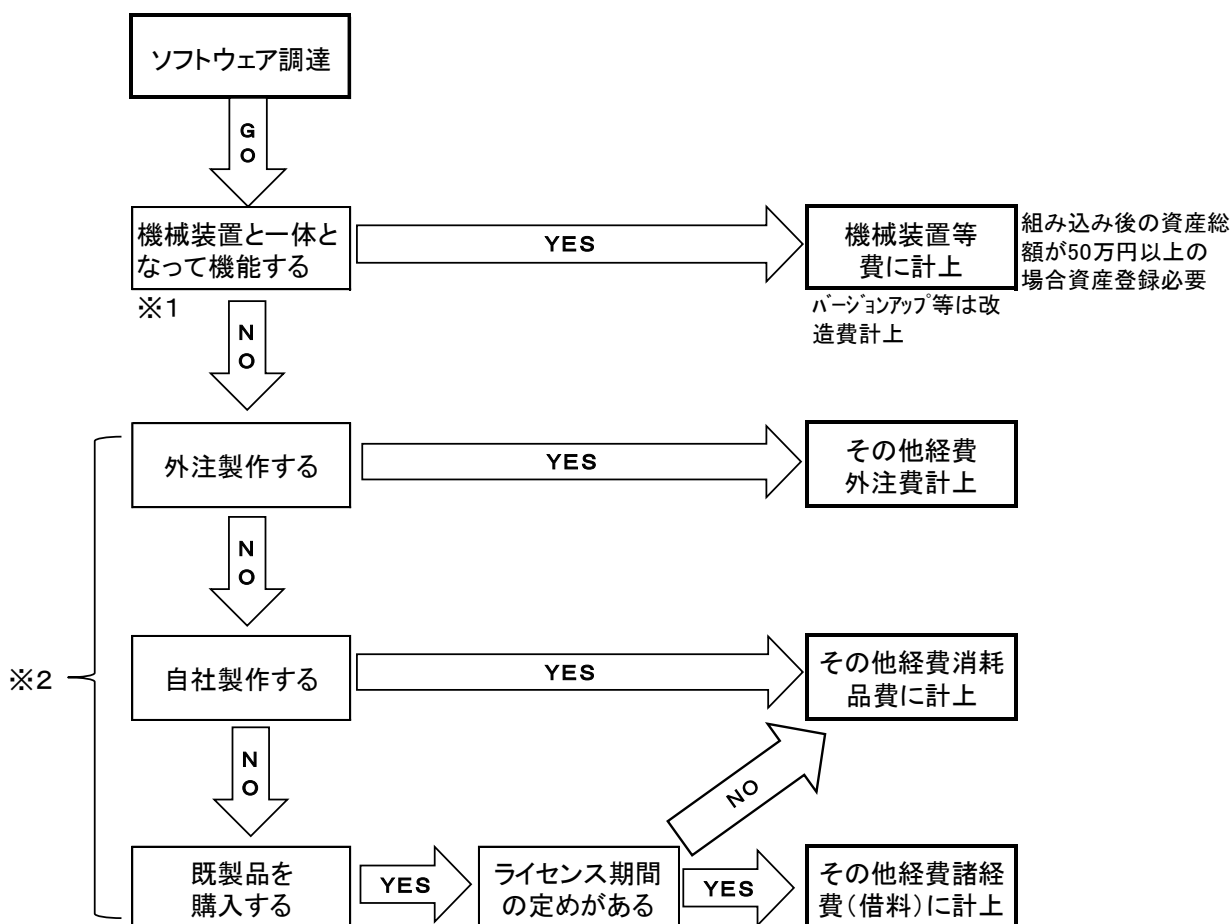 ソフトウェア調達
GO
機械装置と一体と
なって機能する
※1
YES
機械装置等
費に計上
組み込み後の資産総
額が50万円以上の
場合資産登録必要
ﾊﾞｰｼﾞｮﾝｱｯﾌﾟ等は改
造費計上
NO
外注製作する
YES
その他経費
外注費計上
NO
※2
自社製作する
YES
その他経費消耗
品費に計上
NO
NO
既製品を
購入する
YES
ライセンス期間
の定めがある
YES
その他経費諸経
費(借料)に計上